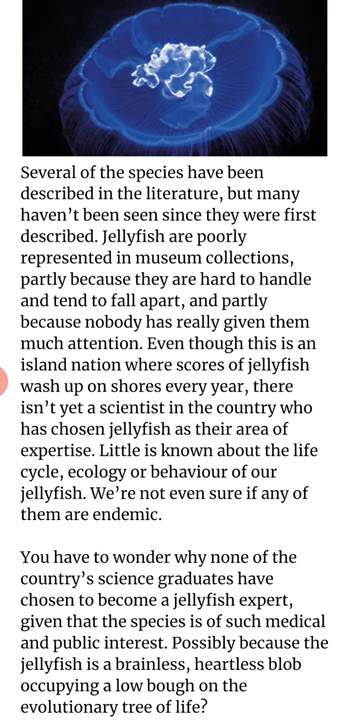 Several of the species have been
described in the literature, but many
haven't been seen since they were first
described. Jellyfish are poorly
represented in museum collections,
partly because they are hard to handle
and tend to fall apart, and partly
because nobody has really given them
much attention. Even though this is an
island nation where scores of jellyfish
wash up on shores every year, there
isn't yet a scientist in the country who
has chosen jellyfish as their area of
expertise. Little is known about the life
cycle, ecology or behaviour of our
jellyfish. We're not even sure if any of
them are endemic.

You have to wonder why none of the
country's science graduates have
chosen to become a jellyfish expert,
given that the species is of such medical
and public interest. Possibly because the
jellyfish is a brainless, heartless blob
occupying a low bough on the
evolutionary tree of life?